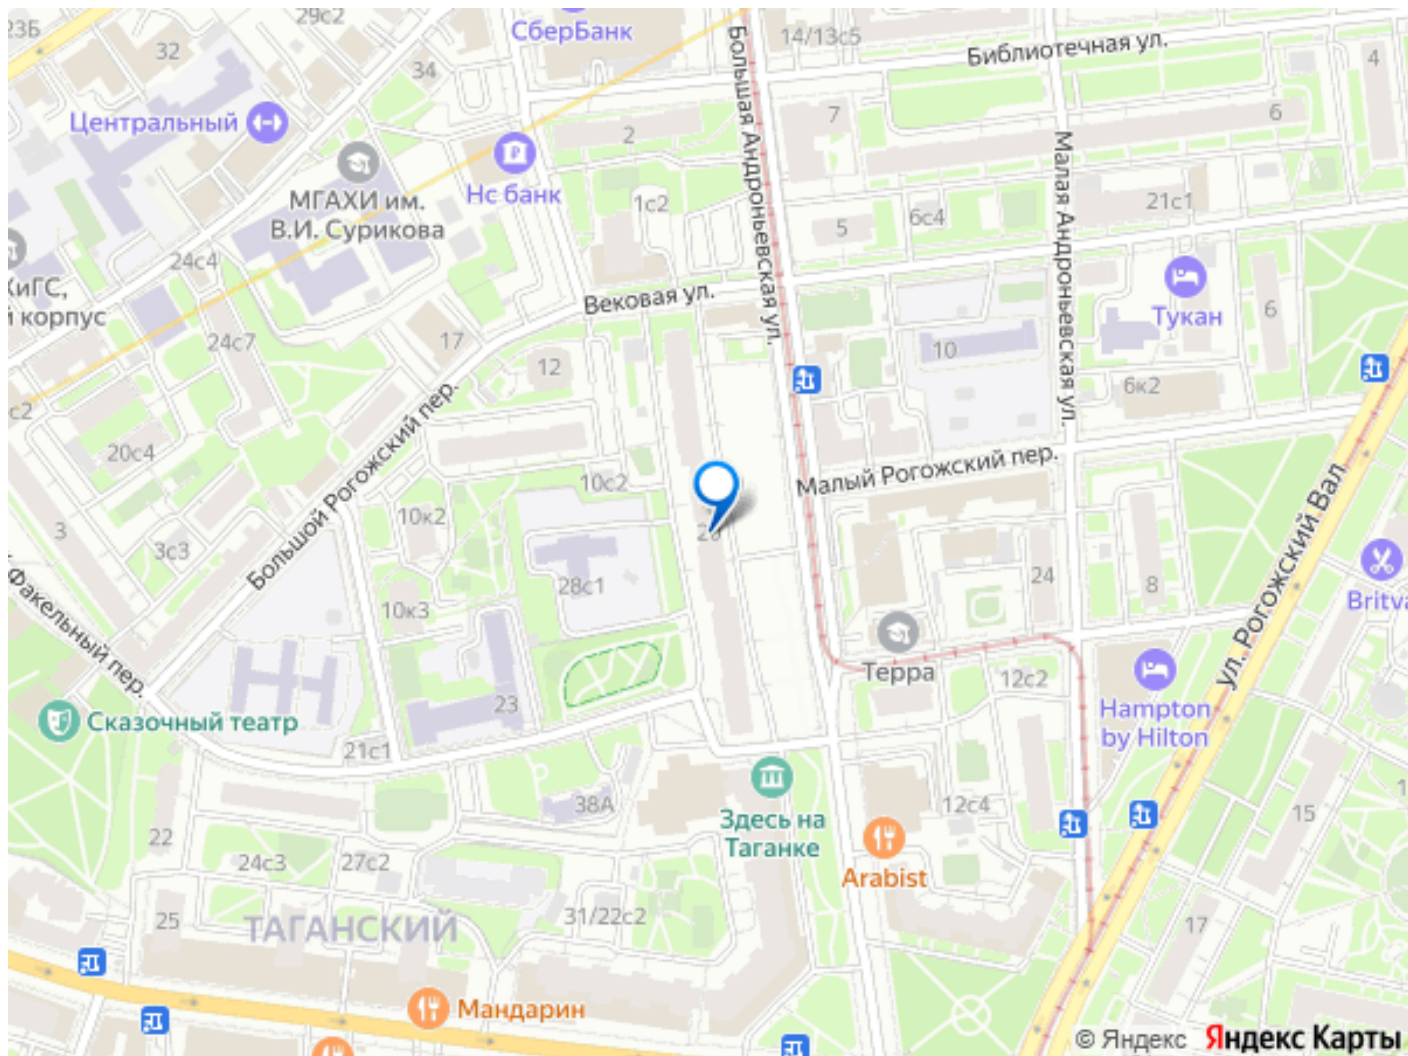 23Б
29с2
32
34
СберБанк
14/13с5
Библиотечная ул.
4
Центральный
2
7
6
Большая Андроньевская ул.
Малая Андроньевская ул.
МГАХИ им.
В.И. Сурикова
Нс банк
1с2
5
6с4
21с1
24с4
ХиГС,
й корпус
Вековая ул.
Тукан
6
24с7
17
12
10
6к2
с2
20с4
Большой Рогожский пер.
10с2
Малый Рогожский пер.
ул. Рогожский Вал
3
3с3
10к2
28с1
24
8
Britva
Факельный пер.
10к3
Терра
12с2
23
Hampton
by Hilton
Сказочный театр
21с1
38А
Здесь на
Таганке
12с4
15
22
24с3
27с2
Arabist
25
ТАГАНСКИЙ
31/22с2
17
Мандарин
© Яндекс Яндекс Карты